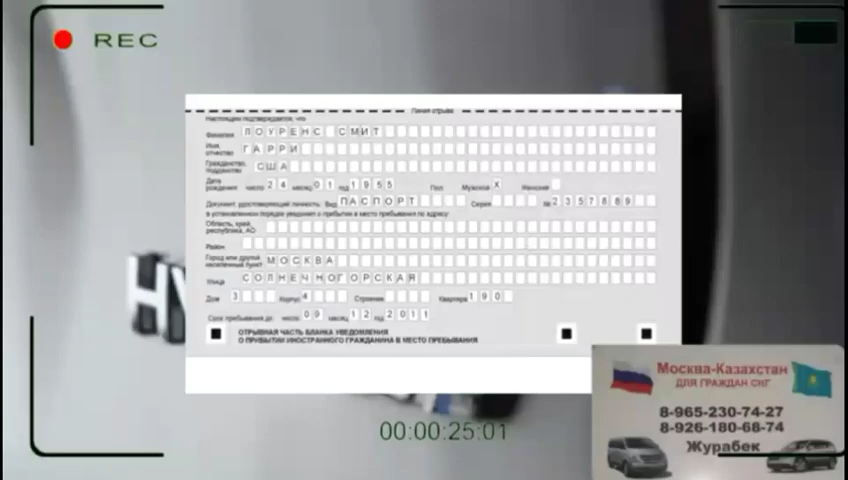 REC
Линия отрыва
Настоящим подтверждается, что
Фамилия ЛОУРЕНС СМИТ
Имя, отчество ГАРРИ
Гражданство, подданство США
Дата рождения число 24 месяц 01 год 1955 Пол Мужской X Женский
Документ, удостоверяющий личность: Вид ПАСПОРТ Серия № 2357889
в установленном порядке уведомил о прибытии в место пребывания по адресу:
Область, край, республика, АО
Район
Город или другой населенный пункт МОСКВА
Улица СОЛНЕЧНОГОРСКАЯ
Дом 3 Корпус 4 Строение Квартира 190
Срок пребывания до: число 09 месяц 12 год 2011
ОТРЫВНАЯ ЧАСТЬ БЛАНКА УВЕДОМЛЕНИЯ
О ПРИБЫТИИ ИНОСТРАННОГО ГРАЖДАНИНА В МЕСТО ПРЕБЫВАНИЯ
HY
Москва-Казахстан
ДЛЯ ГРАЖДАН СНГ
8-965-230-74-27
8-926-180-68-74
Журабек
00:00:25:01